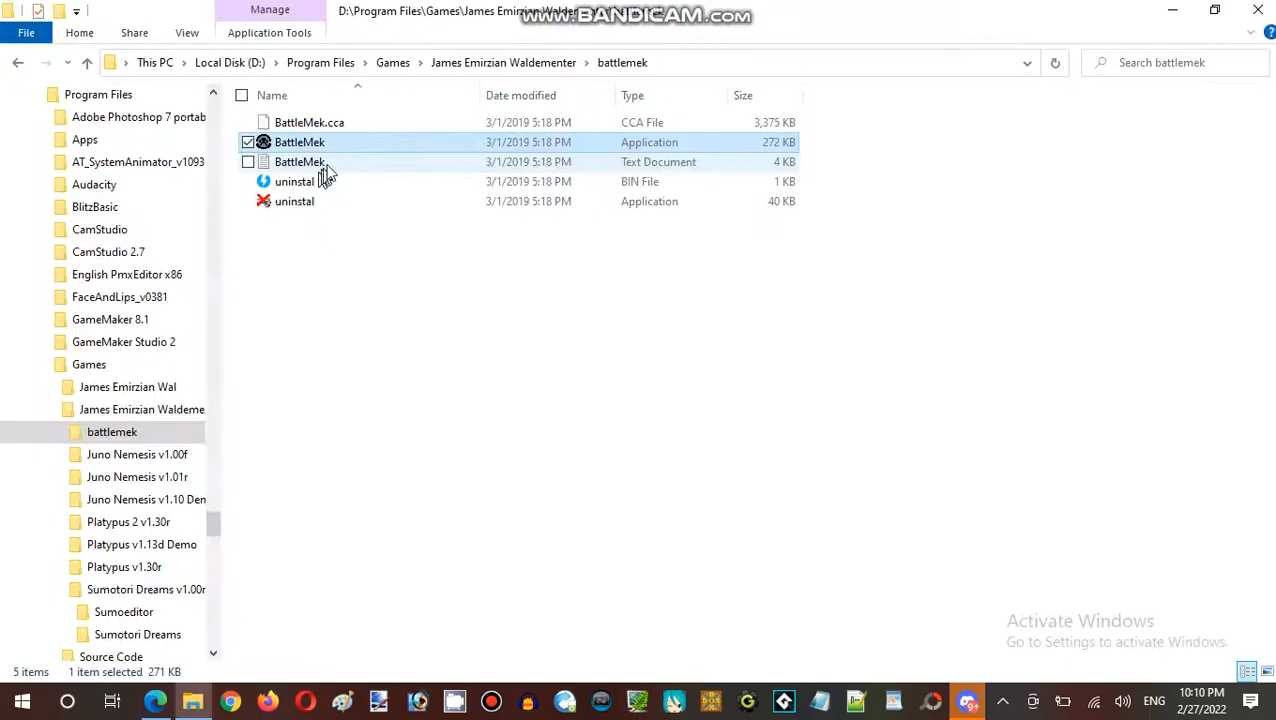 Manage
D:\Program Files\Games\James Emirzian Waldementer\battlemek
www.BANDICAM.com
File
Home
Share
View
Application Tools
This PC
Local Disk (D:)
Program Files
Games
James Emirzian Waldementer
battlemek
Search battlemek
Name
Date modified
Type
Size
BattleMek.cca
3/1/2019 5:18 PM
CCA File
3,375 KB
BattleMek
3/1/2019 5:18 PM
Application
272 KB
BattleMek
3/1/2019 5:18 PM
Text Document
4 KB
uninstal
3/1/2019 5:18 PM
BIN File
1 KB
uninstal
3/1/2019 5:18 PM
Application
40 KB
Program Files
Adobe Photoshop 7 portab
Apps
AT_SystemAnimator_v1093
Audacity
BlitzBasic
CamStudio
CamStudio 2.7
English PmxEditor x86
FaceAndLips_v0381
GameMaker 8.1
GameMaker Studio 2
Games
James Emirzian Wal
James Emirzian Waldeme
battlemek
Juno Nemesis v1.00f
Juno Nemesis v1.01r
Juno Nemesis v1.10 Den
Platypus 2 v1.30r
Platypus v1.13d Demo
Platypus v1.30r
Sumotori Dreams v1.00r
Sumoeditor
Sumotori Dreams
Source Code
Activate Windows
Go to Settings to activate Windows.
5 items
1 item selected 271 KB
9+
ENG
10:10 PM
2/27/2022